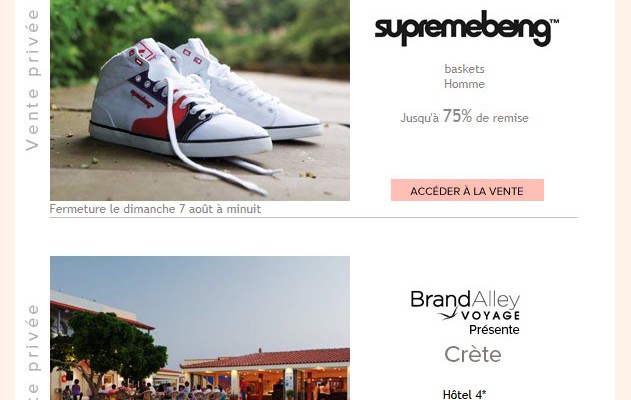 Vente privée
supremebeing™
baskets
Homme
Jusqu'à 75% de remise
ACCÉDER À LA VENTE
Fermeture le dimanche 7 août à minuit
te privée
BrandAlley
VOYAGE
Présente
Crète
Hôtel 4*